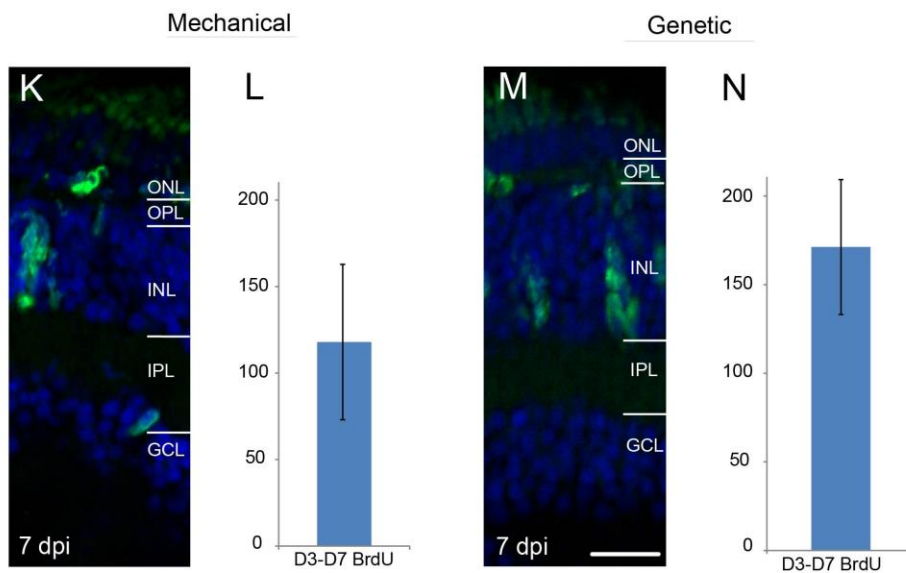 Mechanical
Genetic
K
ONL
OPL
INL
IPL
GCL
7 dpi
L
200
150
100
50
0
D3-D7 BrdU
M
ONL
OPL
INL
IPL
GCL
7 dpi
N
200
150
100
50
0
D3-D7 BrdU